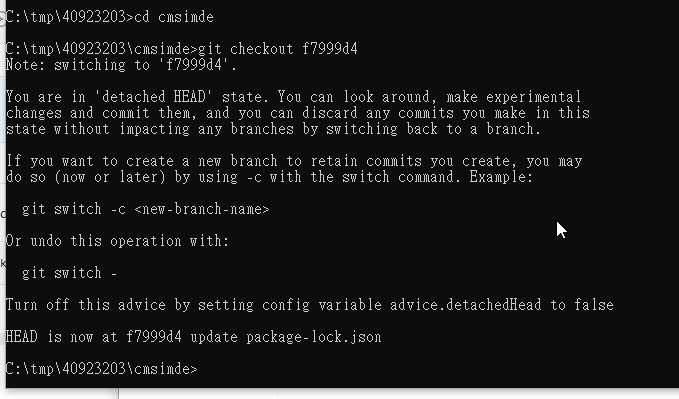 C:\tmp\40923203>cd cmsimde
C:\tmp\40923203\cmsimde>git checkout f7999d4
Note: switching to 'f7999d4'.
You are in 'detached HEAD' state. You can look around, make experimental
changes and commit them, and you can discard any commits you make in this
state without impacting any branches by switching back to a branch.
If you want to create a new branch to retain commits you create, you may
do so (now or later) by using -c with the switch command. Example:
git switch -c <new-branch-name>
Or undo this operation with:
git switch -
Turn off this advice by setting config variable advice.detachedHead to false
HEAD is now at f7999d4 update package-lock.json
C:\tmp\40923203\cmsimde>